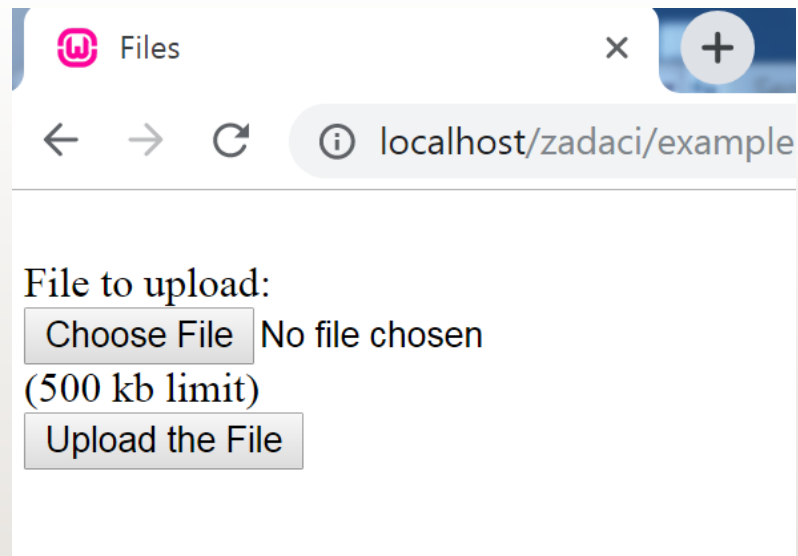 Files
localhost/zadaci/example
File to upload:
Choose File No file chosen
(500 kb limit)
Upload the File